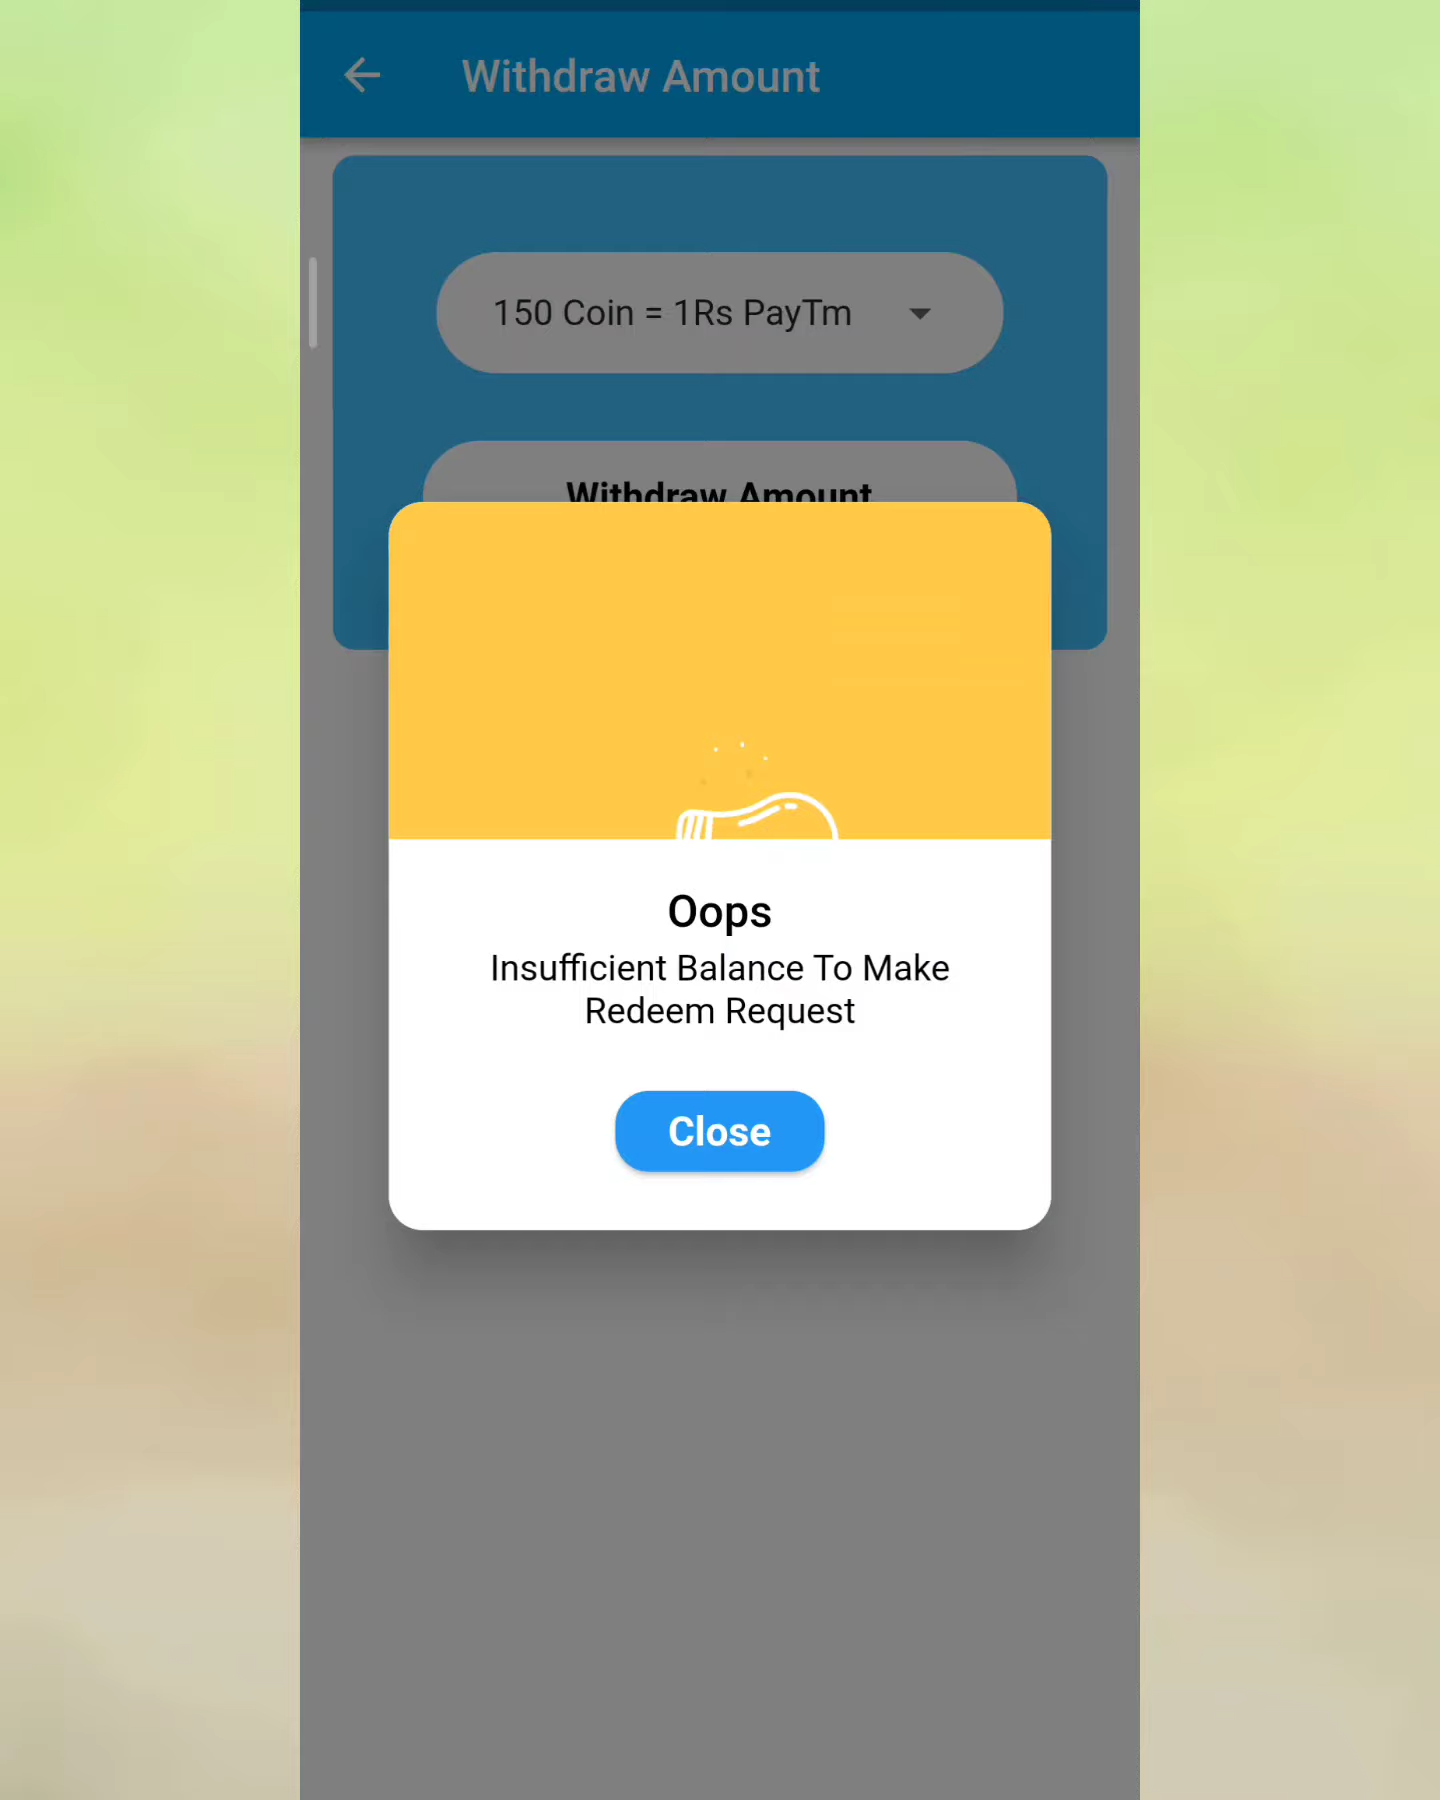 Withdraw Amount
150 Coin = 1Rs PayTm
Withdraw Amount
Oops
Insufficient Balance To Make
Redeem Request
Close